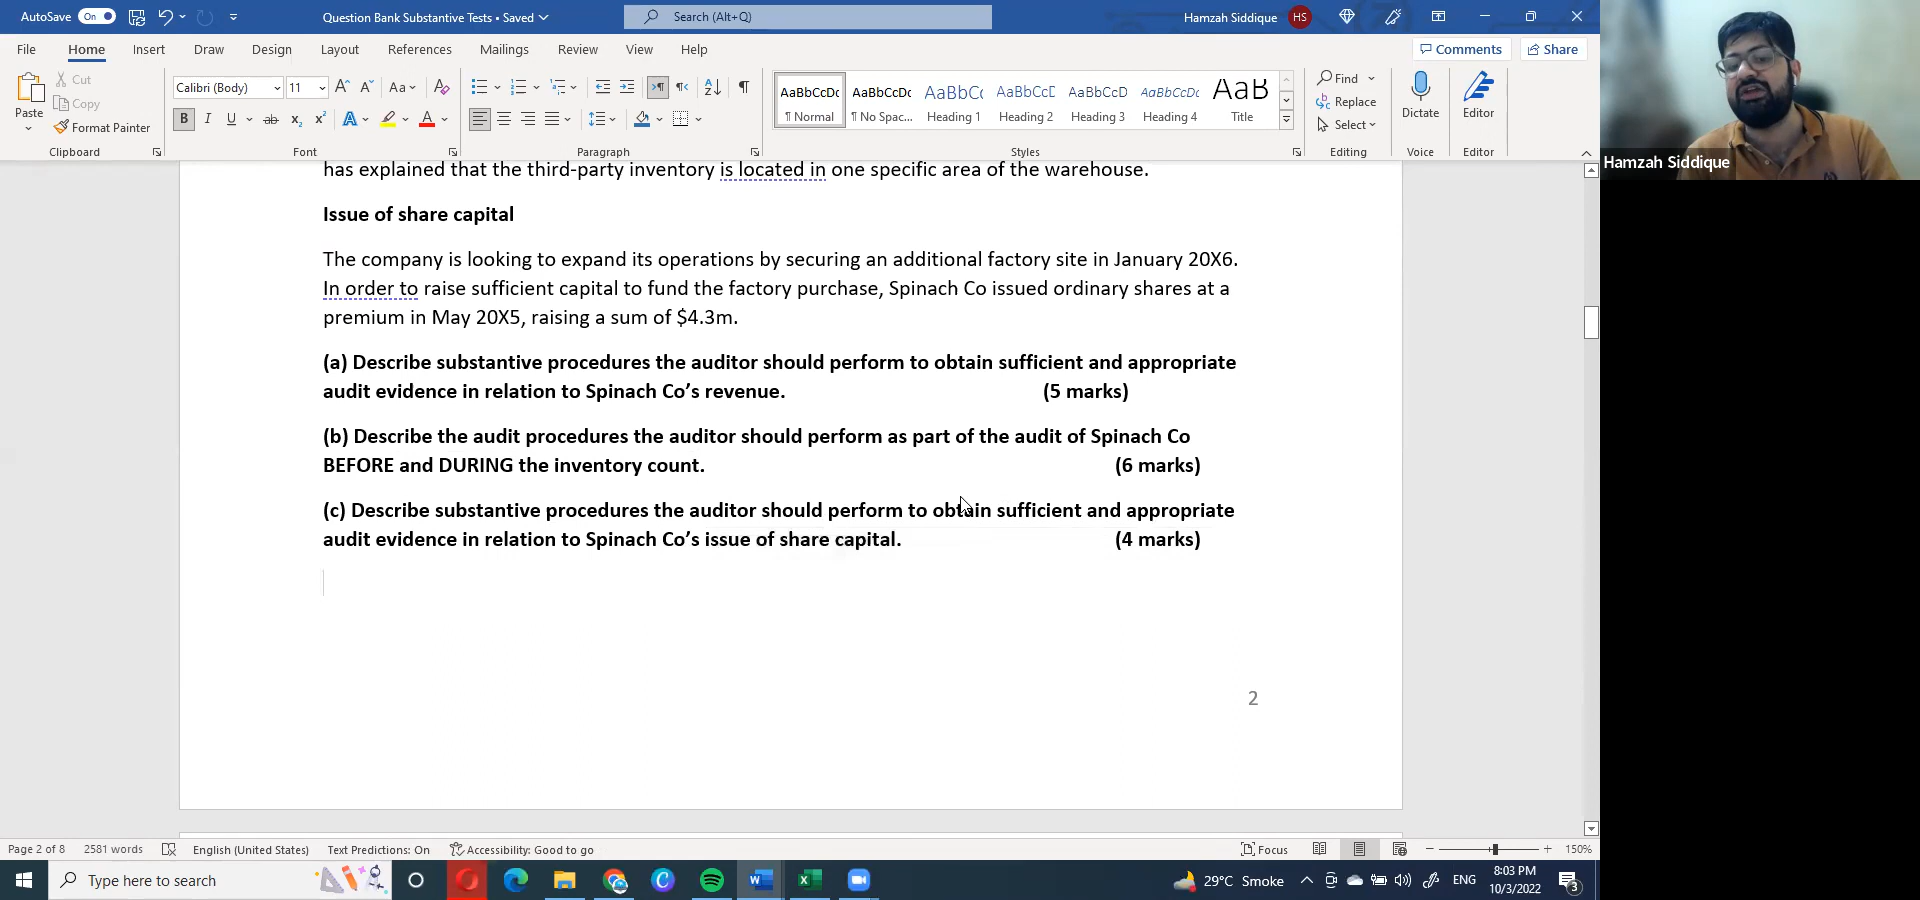 AutoSave On Question Bank Substantive Tests • Saved Search (Alt+Q) Hamzah Siddique HS
File Home Insert Draw Design Layout References Mailings Review View Help Comments Share
Paste Cut Copy Format Painter
Calibri (Body) 11
AaBbCcDc AaBbCcDc AaBbCc AaBbCcD AaBbCcD AaBbCcDc AaB
¶ Normal ¶ No Spac... Heading 1 Heading 2 Heading 3 Heading 4 Title
Find Replace Select Dictate Editor
Clipboard Font Paragraph Styles Editing Voice Editor
Hamzah Siddique
has explained that the third-party inventory is located in one specific area of the warehouse.
Issue of share capital
The company is looking to expand its operations by securing an additional factory site in January 20X6.
In order to raise sufficient capital to fund the factory purchase, Spinach Co issued ordinary shares at a
premium in May 20X5, raising a sum of $4.3m.
(a) Describe substantive procedures the auditor should perform to obtain sufficient and appropriate
audit evidence in relation to Spinach Co’s revenue. (5 marks)
(b) Describe the audit procedures the auditor should perform as part of the audit of Spinach Co
BEFORE and DURING the inventory count. (6 marks)
(c) Describe substantive procedures the auditor should perform to obtain sufficient and appropriate
audit evidence in relation to Spinach Co’s issue of share capital. (4 marks)
2
Page 2 of 8 2581 words English (United States) Text Predictions: On Accessibility: Good to go Focus 150%
Type here to search 29°C Smoke ENG 8:03 PM
10/3/2022 3